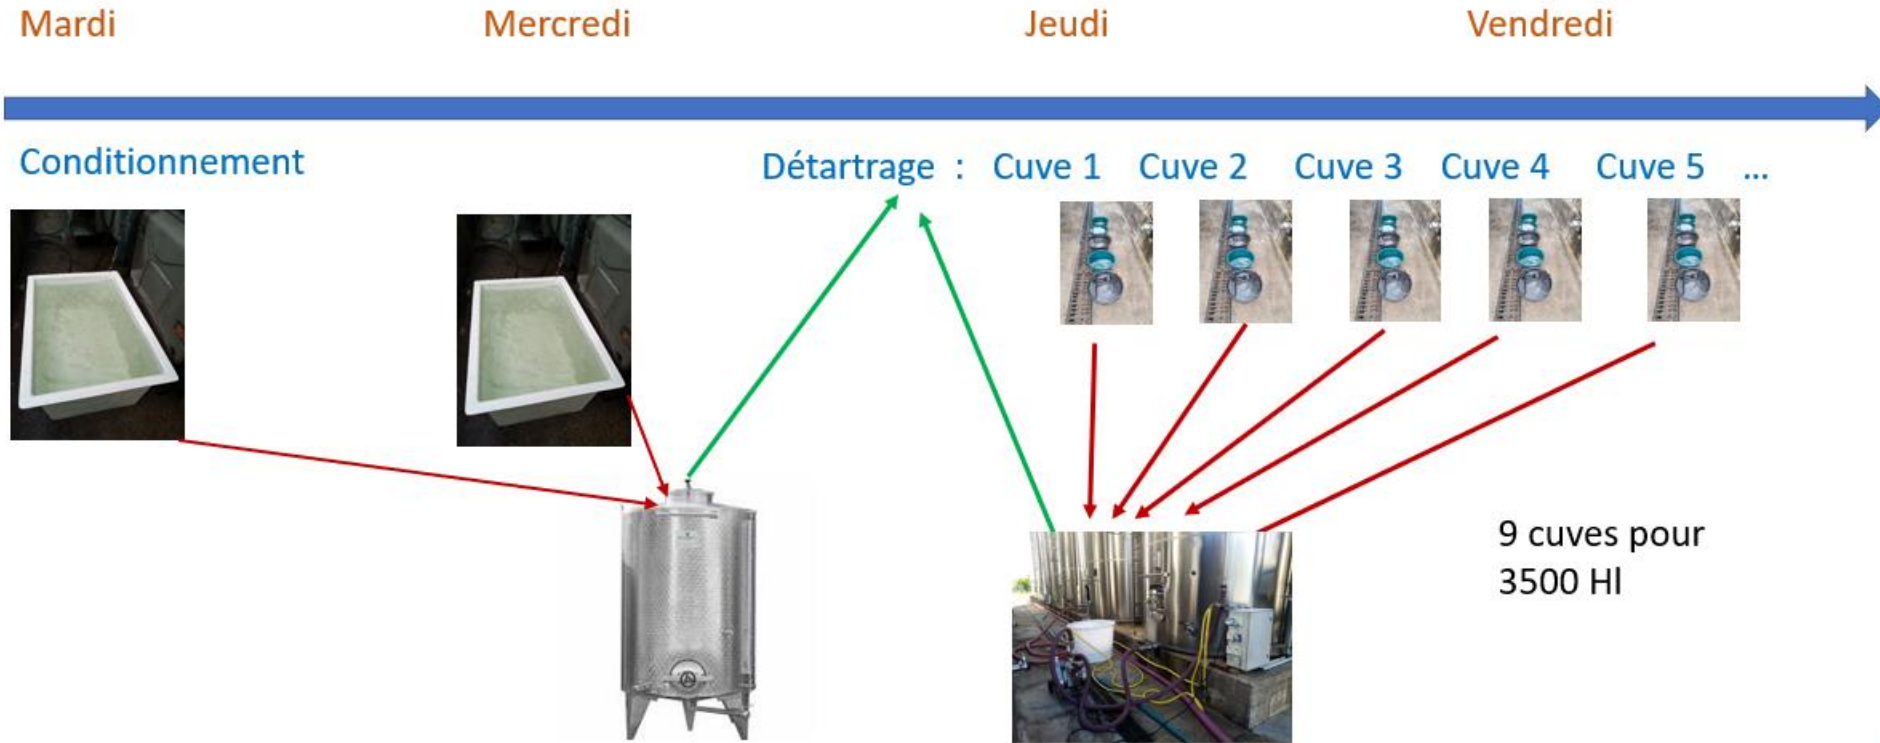 Mardi Mercredi Jeudi Vendredi
Conditionnement Détartrage : Cuve 1 Cuve 2 Cuve 3 Cuve 4 Cuve 5 ...
9 cuves pour
3500 Hl